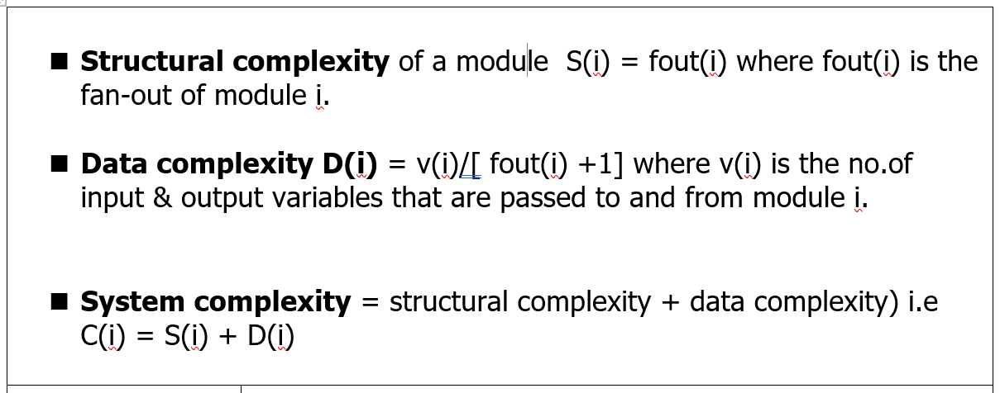 ■ Structural complexity of a module  S(i) = fout(i) where fout(i) is the
fan-out of module i.
■ Data complexity D(i) = v(i)/[ fout(i) +1] where v(i) is the no.of
input & output variables that are passed to and from module i.
■ System complexity = structural complexity + data complexity) i.e
C(i) = S(i) + D(i)